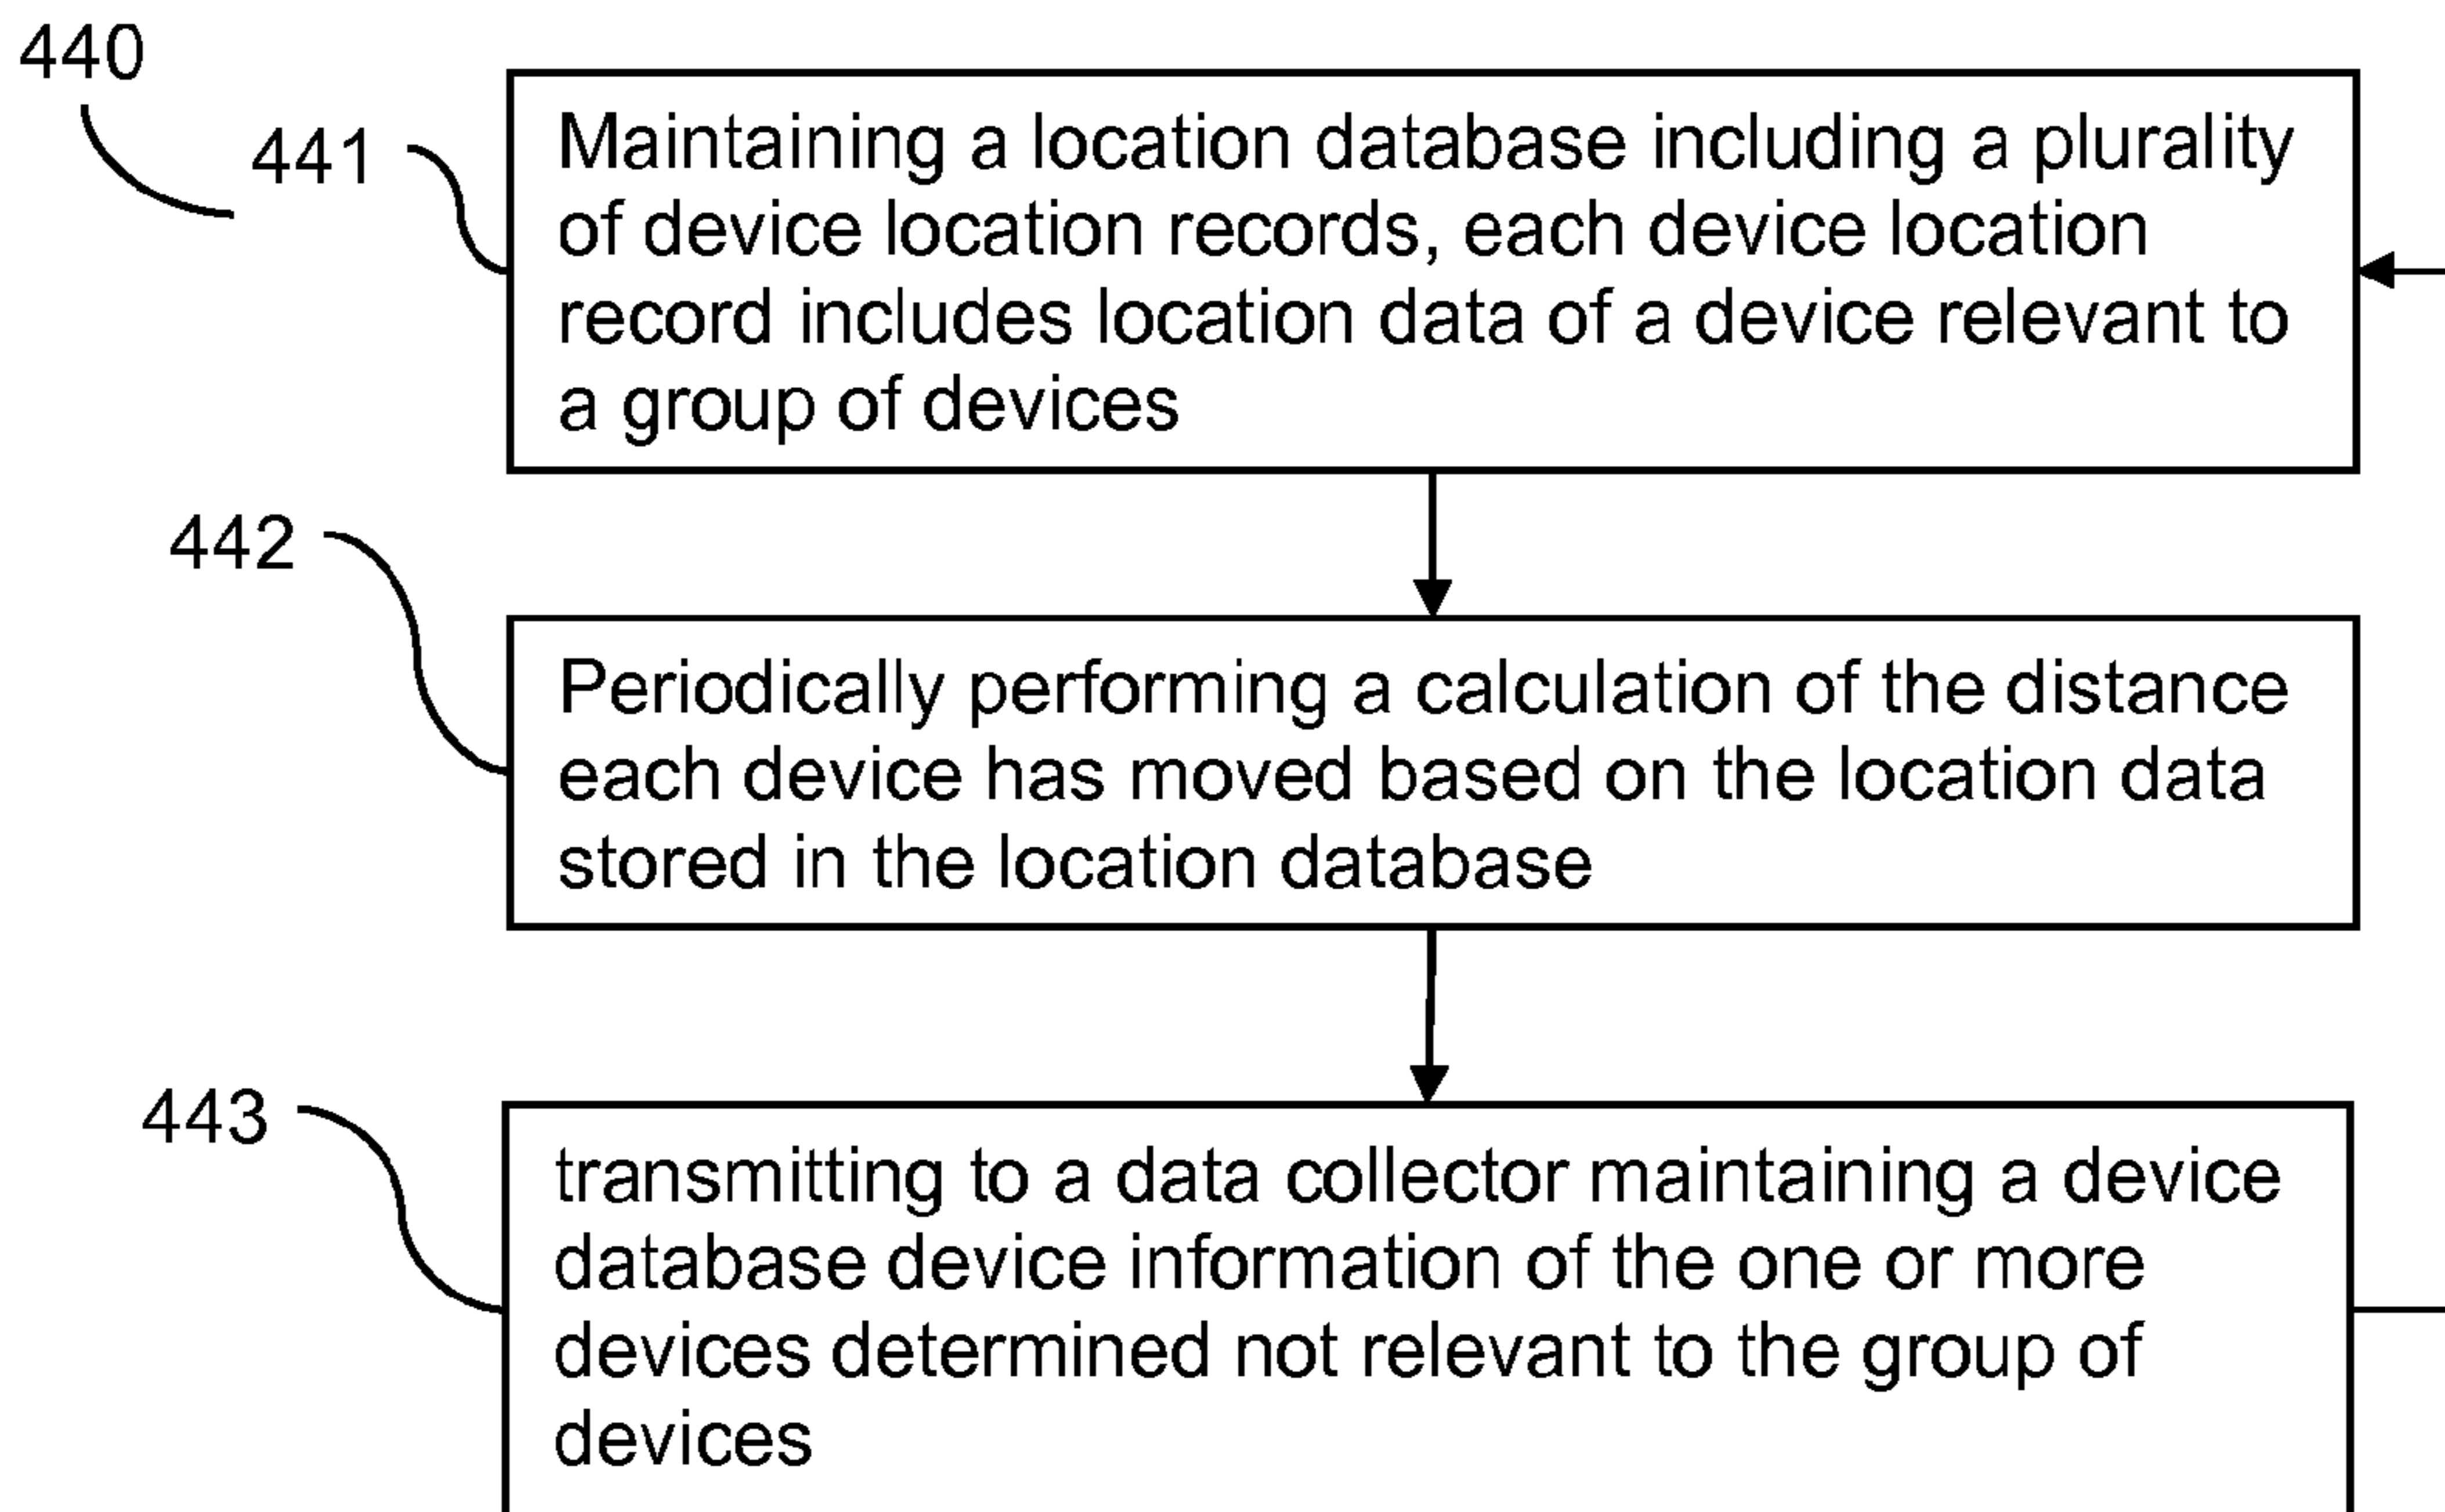 440
441
Maintaining a location database including a plurality
of device location records, each device location
record includes location data of a device relevant to
a group of devices
442
Periodically performing a calculation of the distance
each device has moved based on the location data
stored in the location database
443
transmitting to a data collector maintaining a device
database device information of the one or more
devices determined not relevant to the group of
devices